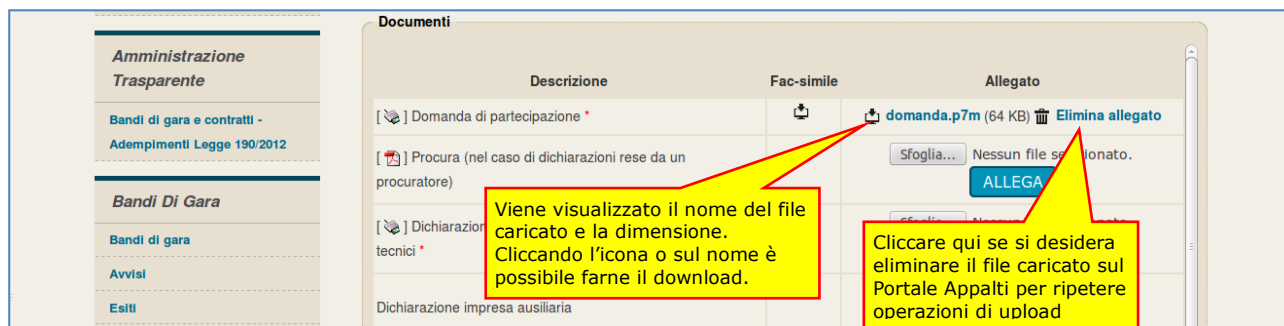 Documenti
Amministrazione
Trasparente
Bandi di gara e contratti -
Adempimenti Legge 190/2012
Bandi Di Gara
Bandi di gara
Avvisi
Esiti
Descrizione
Fac-simile
Allegato
[ ] Domanda di partecipazione *
domanda.p7m (64 KB) Elimina allegato
[ ] Procura (nel caso di dichiarazioni rese da un
procuratore)
Sfoglia... Nessun file se ionato.
ALLEGA
[ ] Dichiarazion
tecnici *
Dichiarazione impresa ausiliaria
Viene visualizzato il nome del file
caricato e la dimensione.
Cliccando l’icona o sul nome è
possibile farne il download.
Cliccare qui se si desidera
eliminare il file caricato sul
Portale Appalti per ripetere
operazioni di upload